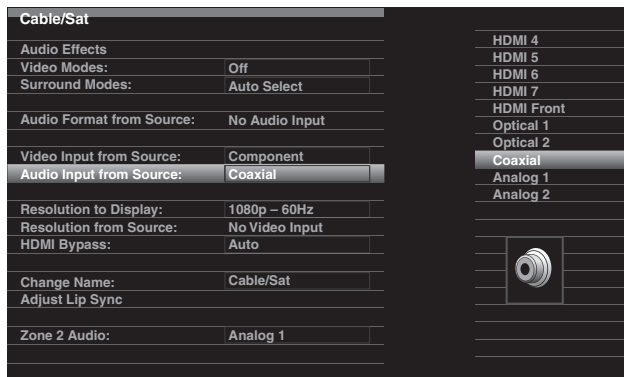 Cable/Sat
Audio Effects
Video Modes: Off
Surround Modes: Auto Select
Audio Format from Source: No Audio Input
Video Input from Source: Component
Audio Input from Source: Coaxial
Resolution to Display: 1080p – 60Hz
Resolution from Source: No Video Input
HDMI Bypass: Auto
Change Name: Cable/Sat
Adjust Lip Sync
Zone 2 Audio: Analog 1
HDMI 4
HDMI 5
HDMI 6
HDMI 7
HDMI Front
Optical 1
Optical 2
Coaxial
Analog 1
Analog 2